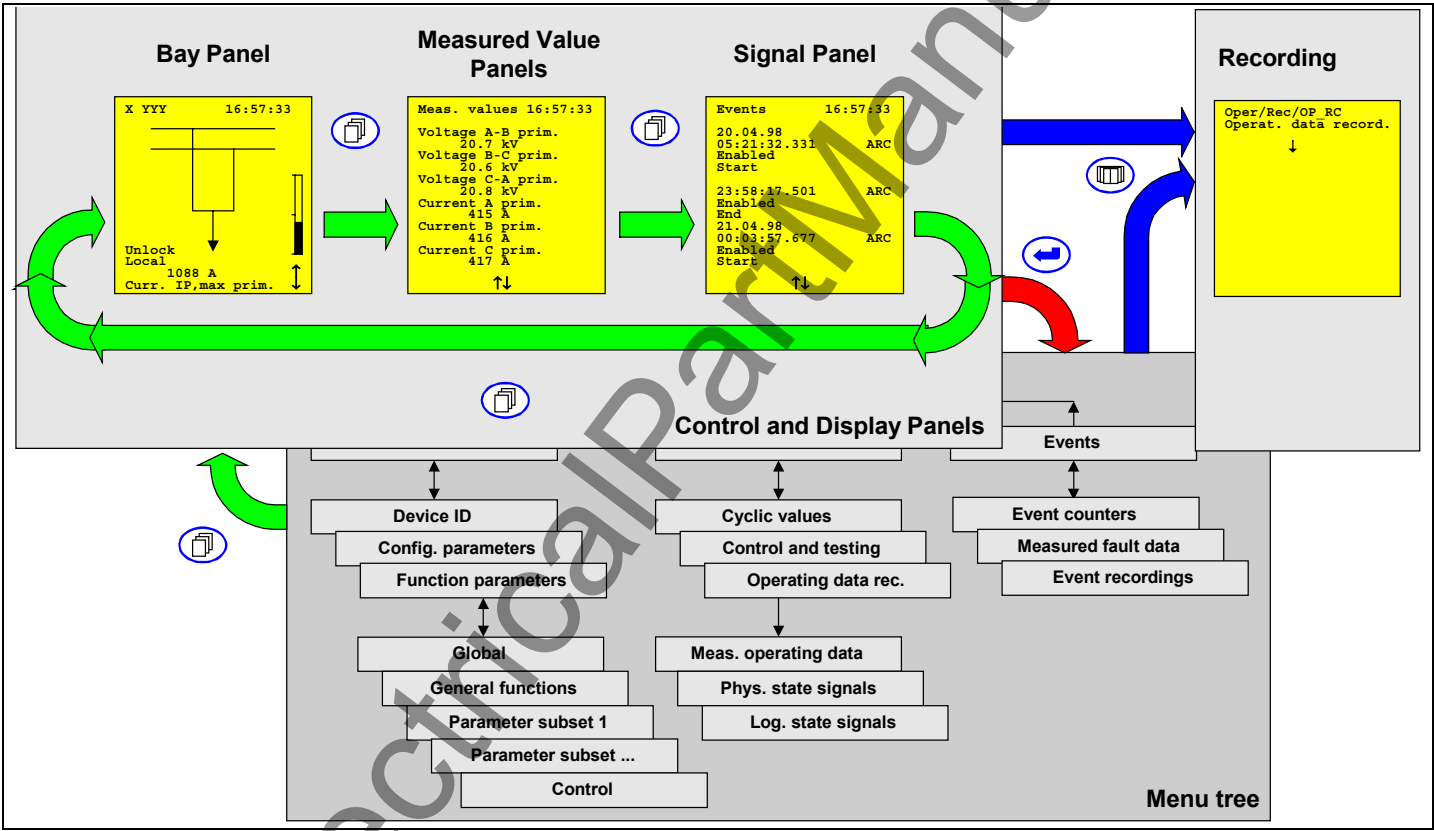 Bay Panel
Measured Value
Panels
Signal Panel
Recording
X YYY 16:57:33
Unlock
Local
1088 A
Curr. IP,max prim.
Meas. values 16:57:33
Voltage A-B prim.
20.7 kV
Voltage B-C prim.
20.6 kV
Voltage C-A prim.
20.8 kV
Current A prim.
415 A
Current B prim.
416 A
Current C prim.
417 A
Events 16:57:33
20.04.98
05:21:32.331 ARC
Enabled
Start
23:58:17.501 ARC
Enabled
End
21.04.98
00:03:57.677 ARC
Enabled
Start
Oper/Rec/OP_RC
Operat. data record.
Control and Display Panels
Events
Device ID
Config. parameters
Function parameters
Global
General functions
Parameter subset 1
Parameter subset ...
Control
Cyclic values
Control and testing
Operating data rec.
Meas. operating data
Phys. state signals
Log. state signals
Event counters
Measured fault data
Event recordings
Menu tree